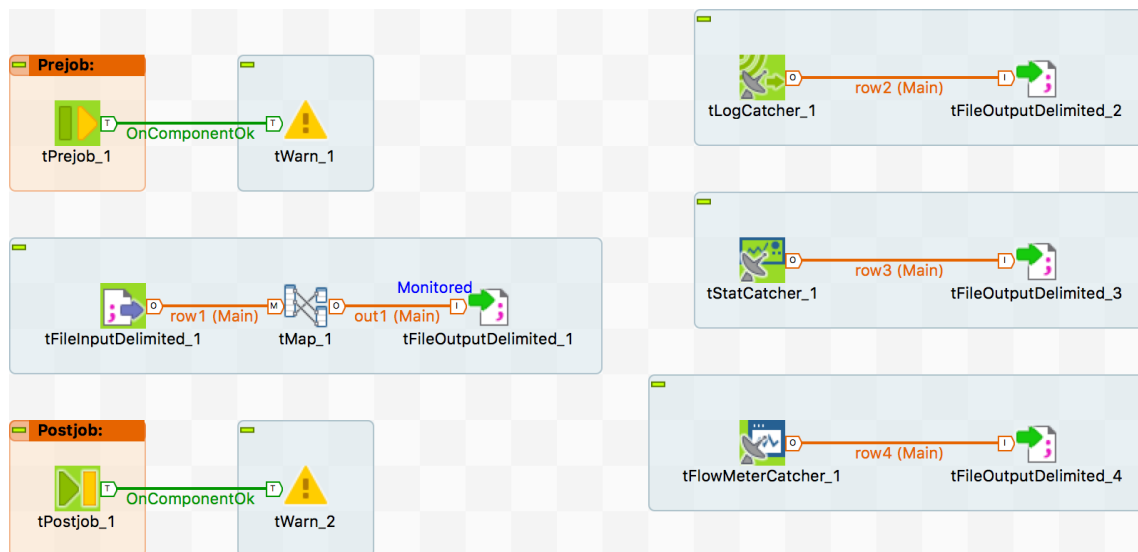 Prejob:
T
OnComponentOk
T
tPrejob_1
tWarn_1
O
row2 (Main)
I
tLogCatcher_1
tFileOutputDelimited_2
O
row3 (Main)
I
tStatCatcher_1
tFileOutputDelimited_3
Monitored
O
row1 (Main)
M
O
out1 (Main)
I
tFileInputDelimited_1
tMap_1
tFileOutputDelimited_1
Postjob:
T
OnComponentOk
T
tPostjob_1
tWarn_2
O
row4 (Main)
I
tFlowMeterCatcher_1
tFileOutputDelimited_4